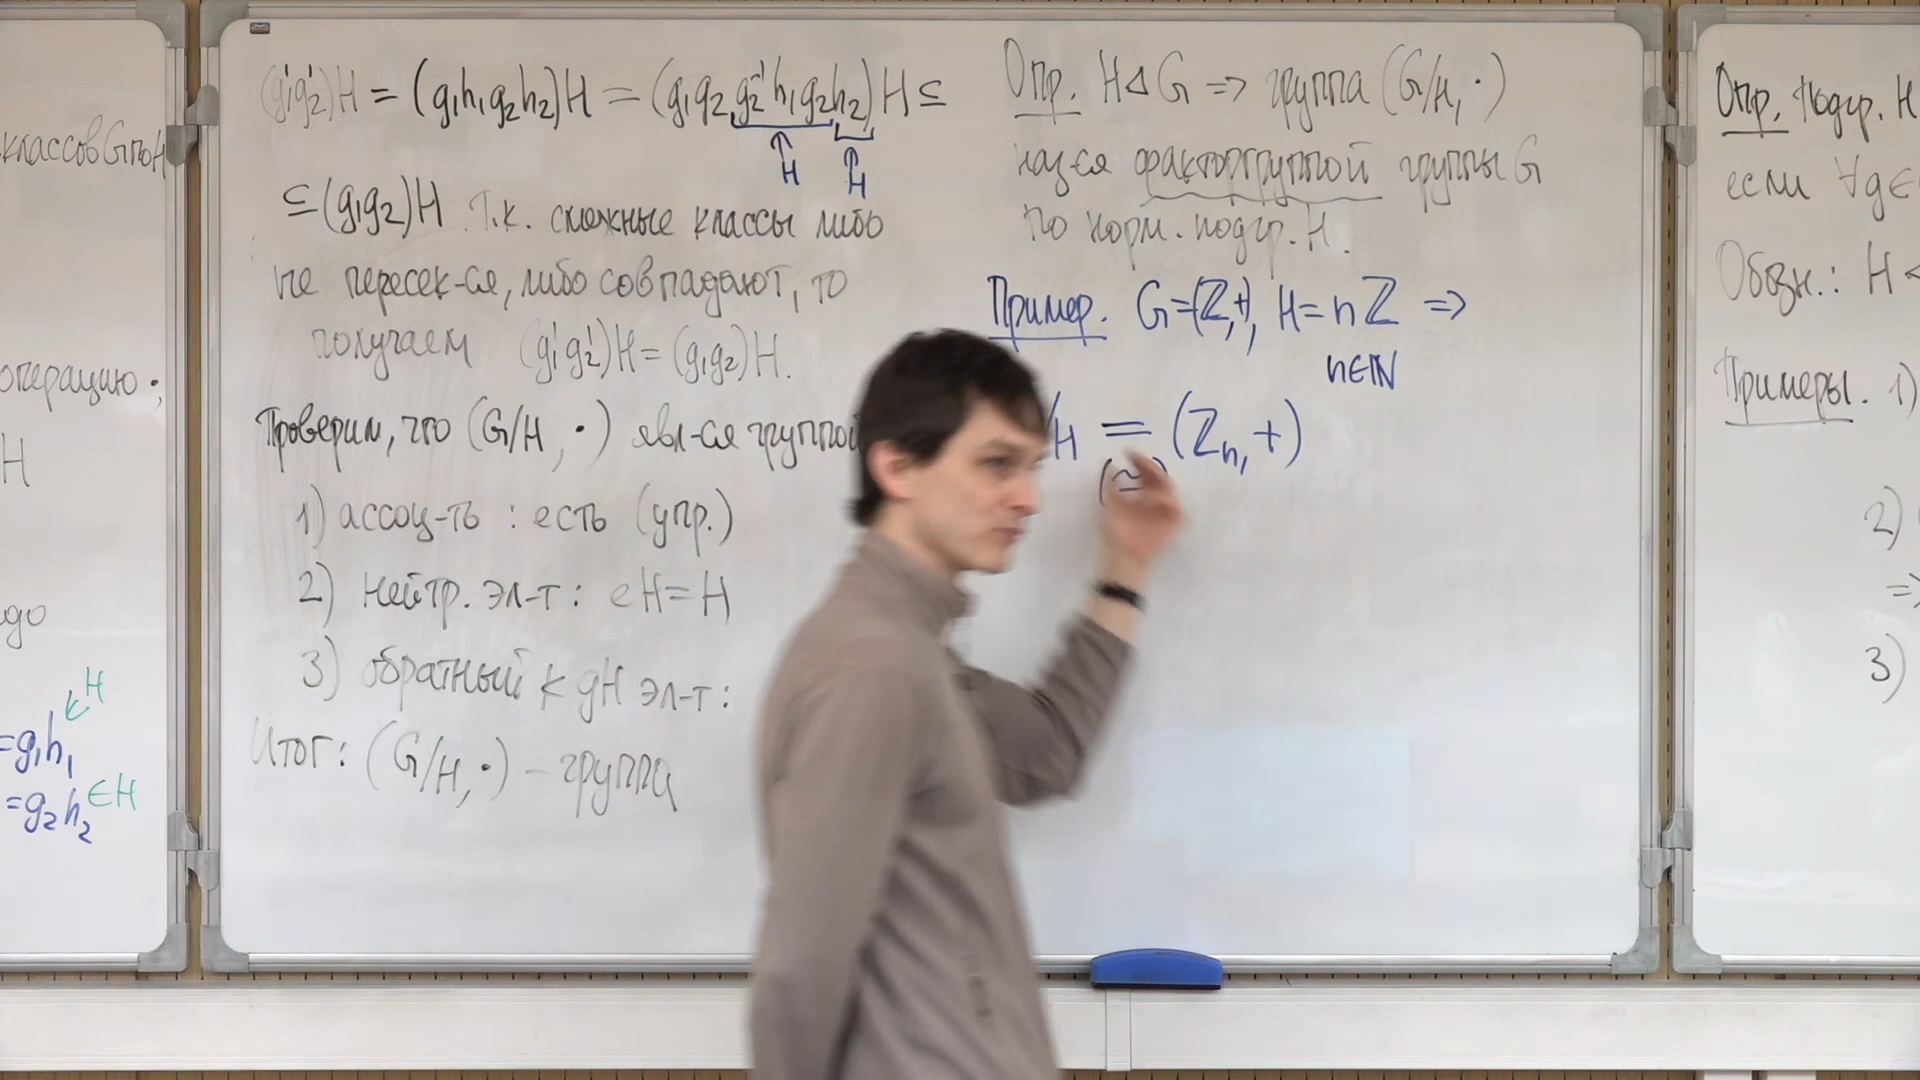 классов G по H
операцию ·;
H
до
H
=g₁h₁
=g₂h₂ ∈H
(g₁'g₂')H = (g₁h₁g₂h₂)H = (g₁g₂g₂⁻¹h₁g₂h₂)H ⊆
H H
⊆(g₁g₂)H. Т.к. смежные классы либо
не пересек-ся, либо совпадают, то
получаем (g₁'g₂')H = (g₁g₂)H.
Проверим, что (G/H, ·) явл-ся группой
1) ассоц-ть : есть (упр.)
2) нейтр. эл-т : eH=H
3) обратный к gH эл-т :
Итог: (G/H, ·) – группа
Опр. H⊲G => группа (G/H, ·)
наз-ся факторгруппой группы G
по норм. подгр. H.
Пример. G=(ℤ,+), H=nℤ =>
n∈ℕ
/H = (ℤₙ, +)
(≃)
Опр. Подгр. H
если ∀g∈
Обозн.: H ⊲
Примеры. 1)
2)
=>
3)